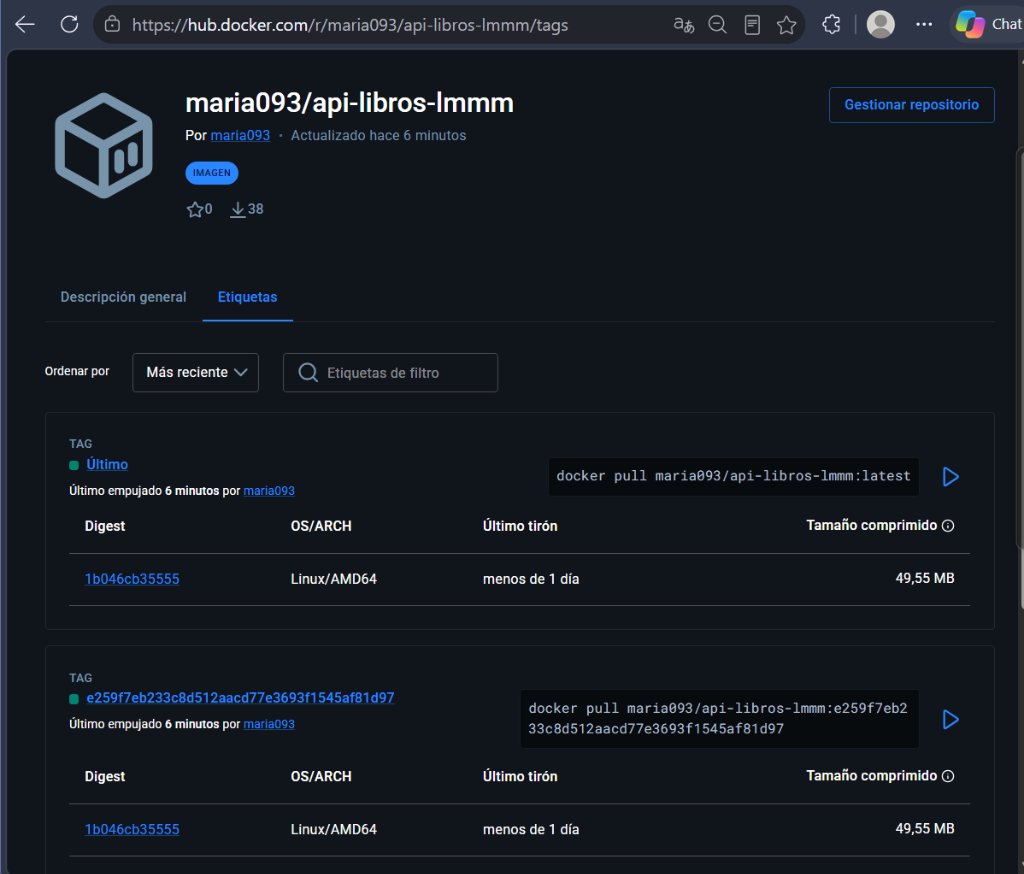 https://hub.docker.com/r/maria093/api-libros-lmmm/tags
Chat
maria093/api-libros-lmmm
Gestionar repositorio
Por maria093 · Actualizado hace 6 minutos
IMAGEN
0 38
Descripción general Etiquetas
Ordenar por Más reciente Etiquetas de filtro
TAG
Último
docker pull maria093/api-libros-lmmm:latest
Último empujado 6 minutos por maria093
Digest OS/ARCH Último tirón Tamaño comprimido
1b046cb35555 Linux/AMD64 menos de 1 día 49,55 MB
TAG
e259f7eb233c8d512aacd77e3693f1545af81d97
docker pull maria093/api-libros-lmmm:e259f7eb2
33c8d512aacd77e3693f1545af81d97
Último empujado 6 minutos por maria093
Digest OS/ARCH Último tirón Tamaño comprimido
1b046cb35555 Linux/AMD64 menos de 1 día 49,55 MB